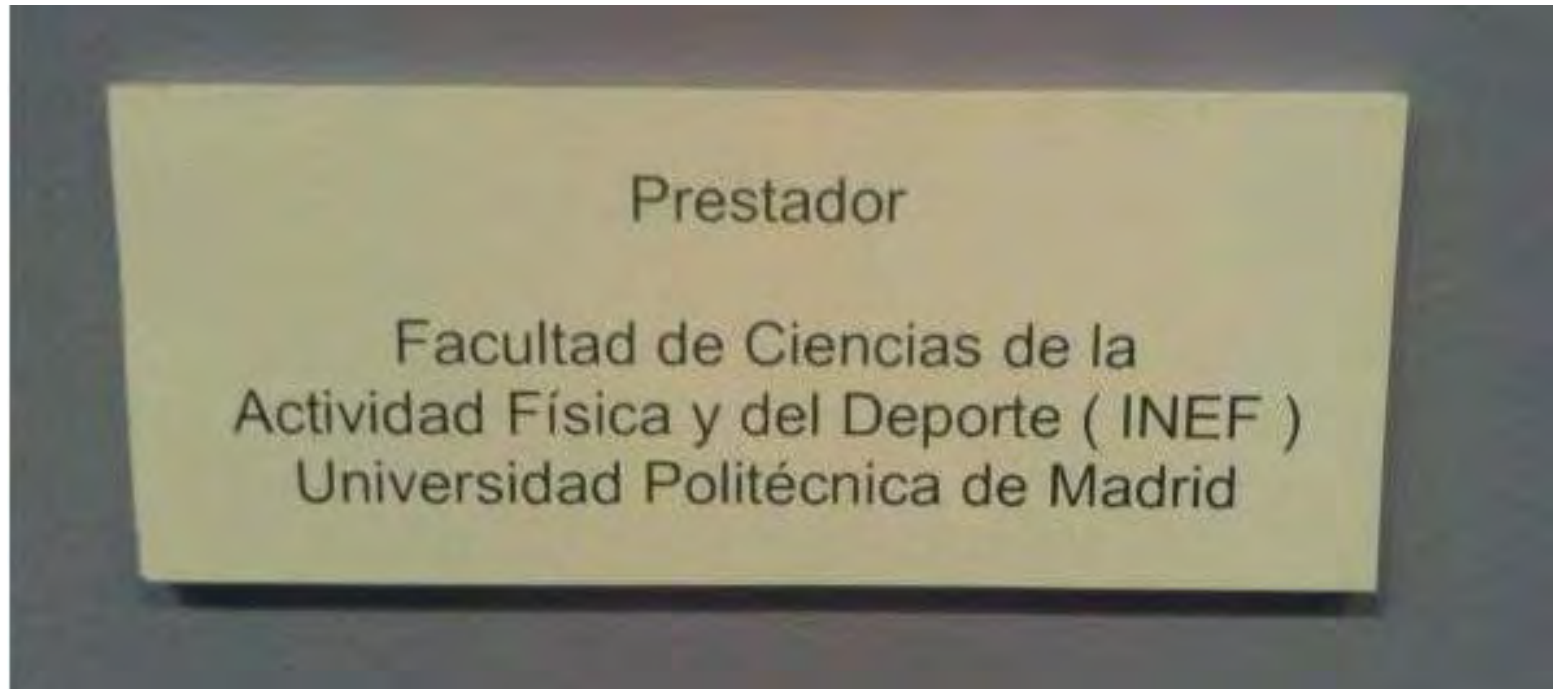 Prestador
Facultad de Ciencias de la
Actividad Física y del Deporte ( INEF )
Universidad Politécnica de Madrid